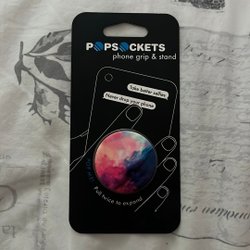 POPSOCKETS
phone grip & stand
Take better selfies
Never drop your phone
Pull twice to expand